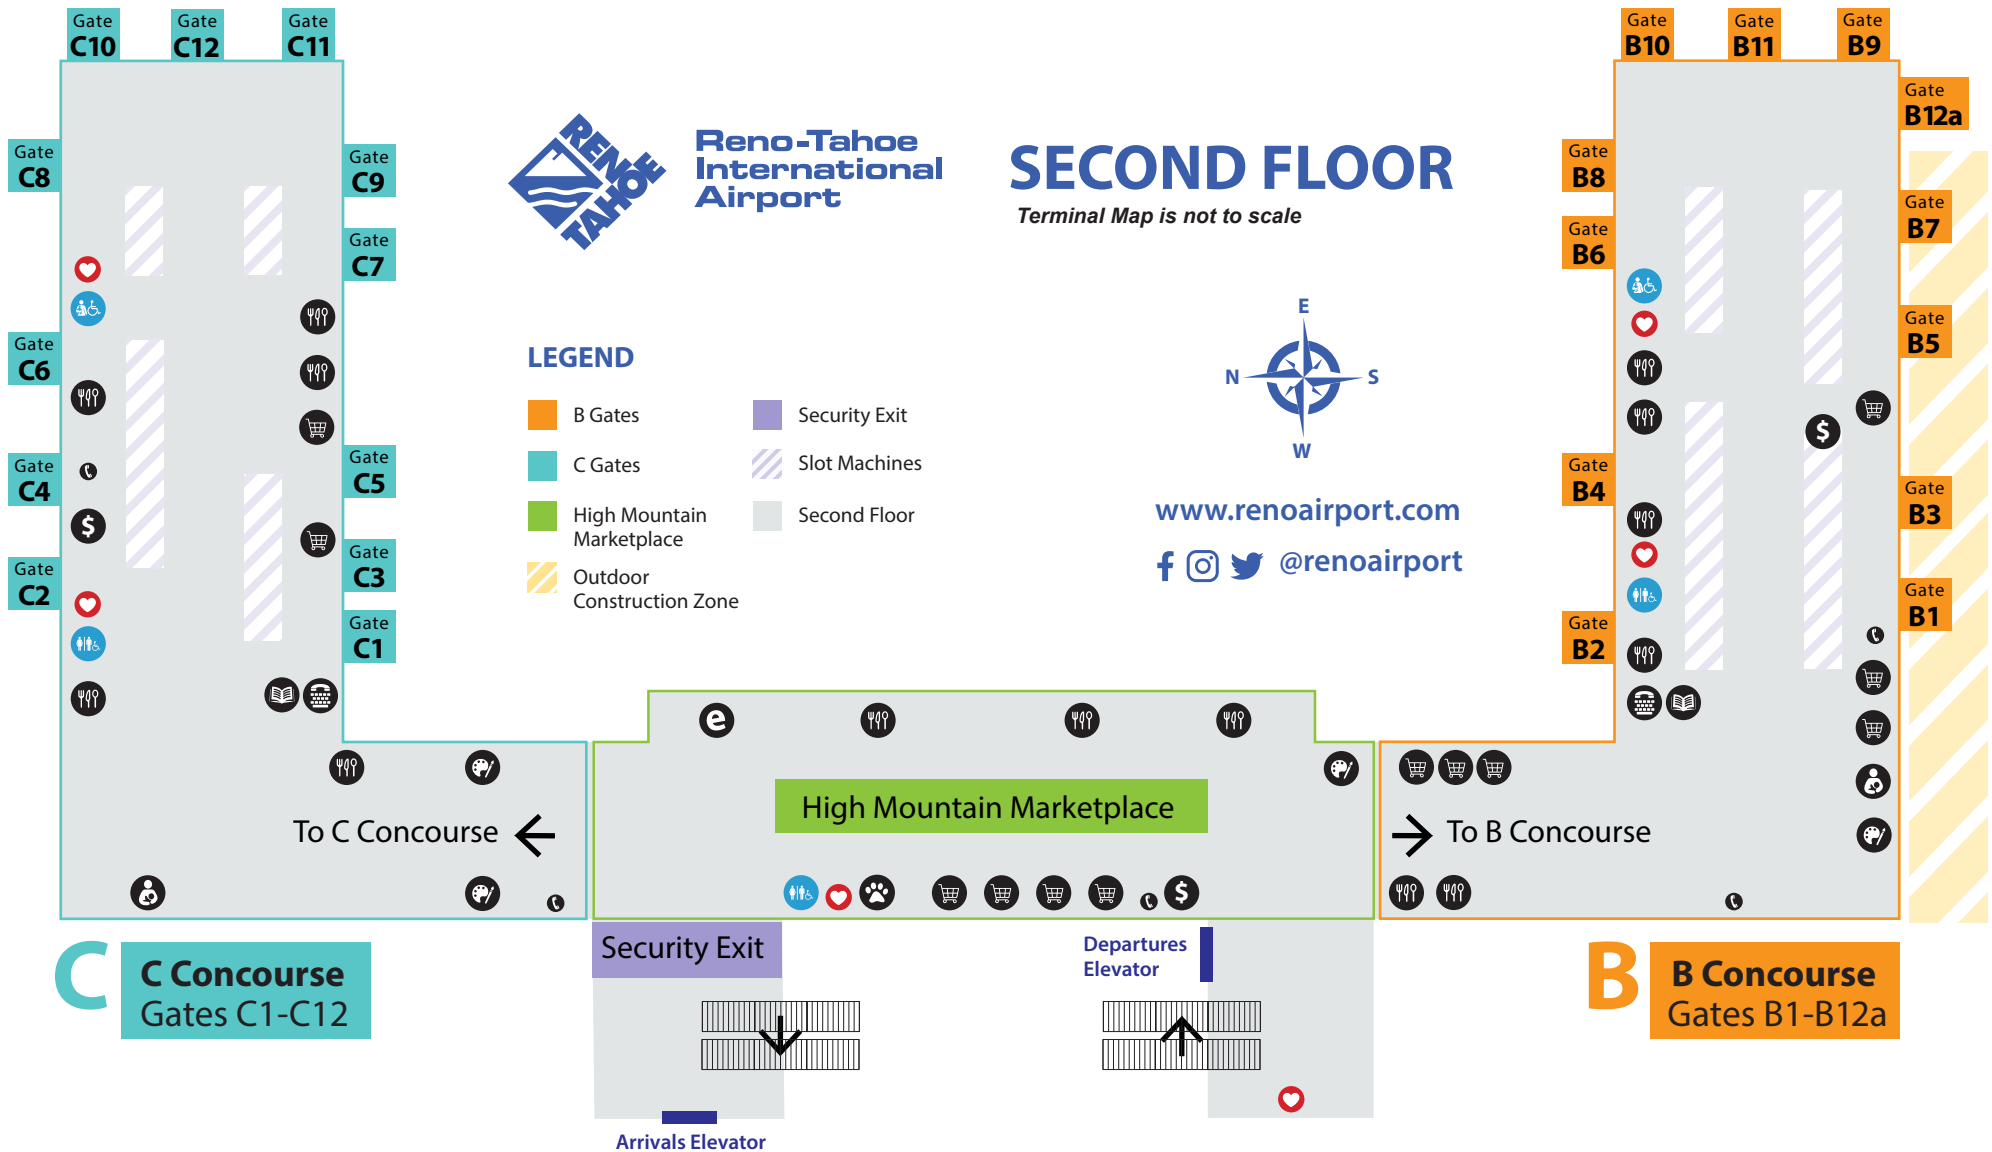 Gate
C10
Gate
C12
Gate
C11
Gate
C8
Gate
C9
Gate
C7
Gate
C6
Gate
C4
Gate
C5
Gate
C2
Gate
C3
Gate
C1
RENO
TAHOE
Reno-Tahoe
International
Airport
SECOND FLOOR
Terminal Map is not to scale
LEGEND
B Gates
C Gates
High Mountain
Marketplace
Outdoor
Construction Zone
Security Exit
Slot Machines
Second Floor
E
N
S
W
www.renoairport.com
@renoairport
Gate
B10
Gate
B11
Gate
B9
Gate
B12a
Gate
B8
Gate
B7
Gate
B6
Gate
B5
Gate
B4
Gate
B3
Gate
B2
Gate
B1
$
$
e
High Mountain Marketplace
To C Concourse
To B Concourse
$
Security Exit
Departures
Elevator
Arrivals Elevator
C
C Concourse
Gates C1-C12
B
B Concourse
Gates B1-B12a